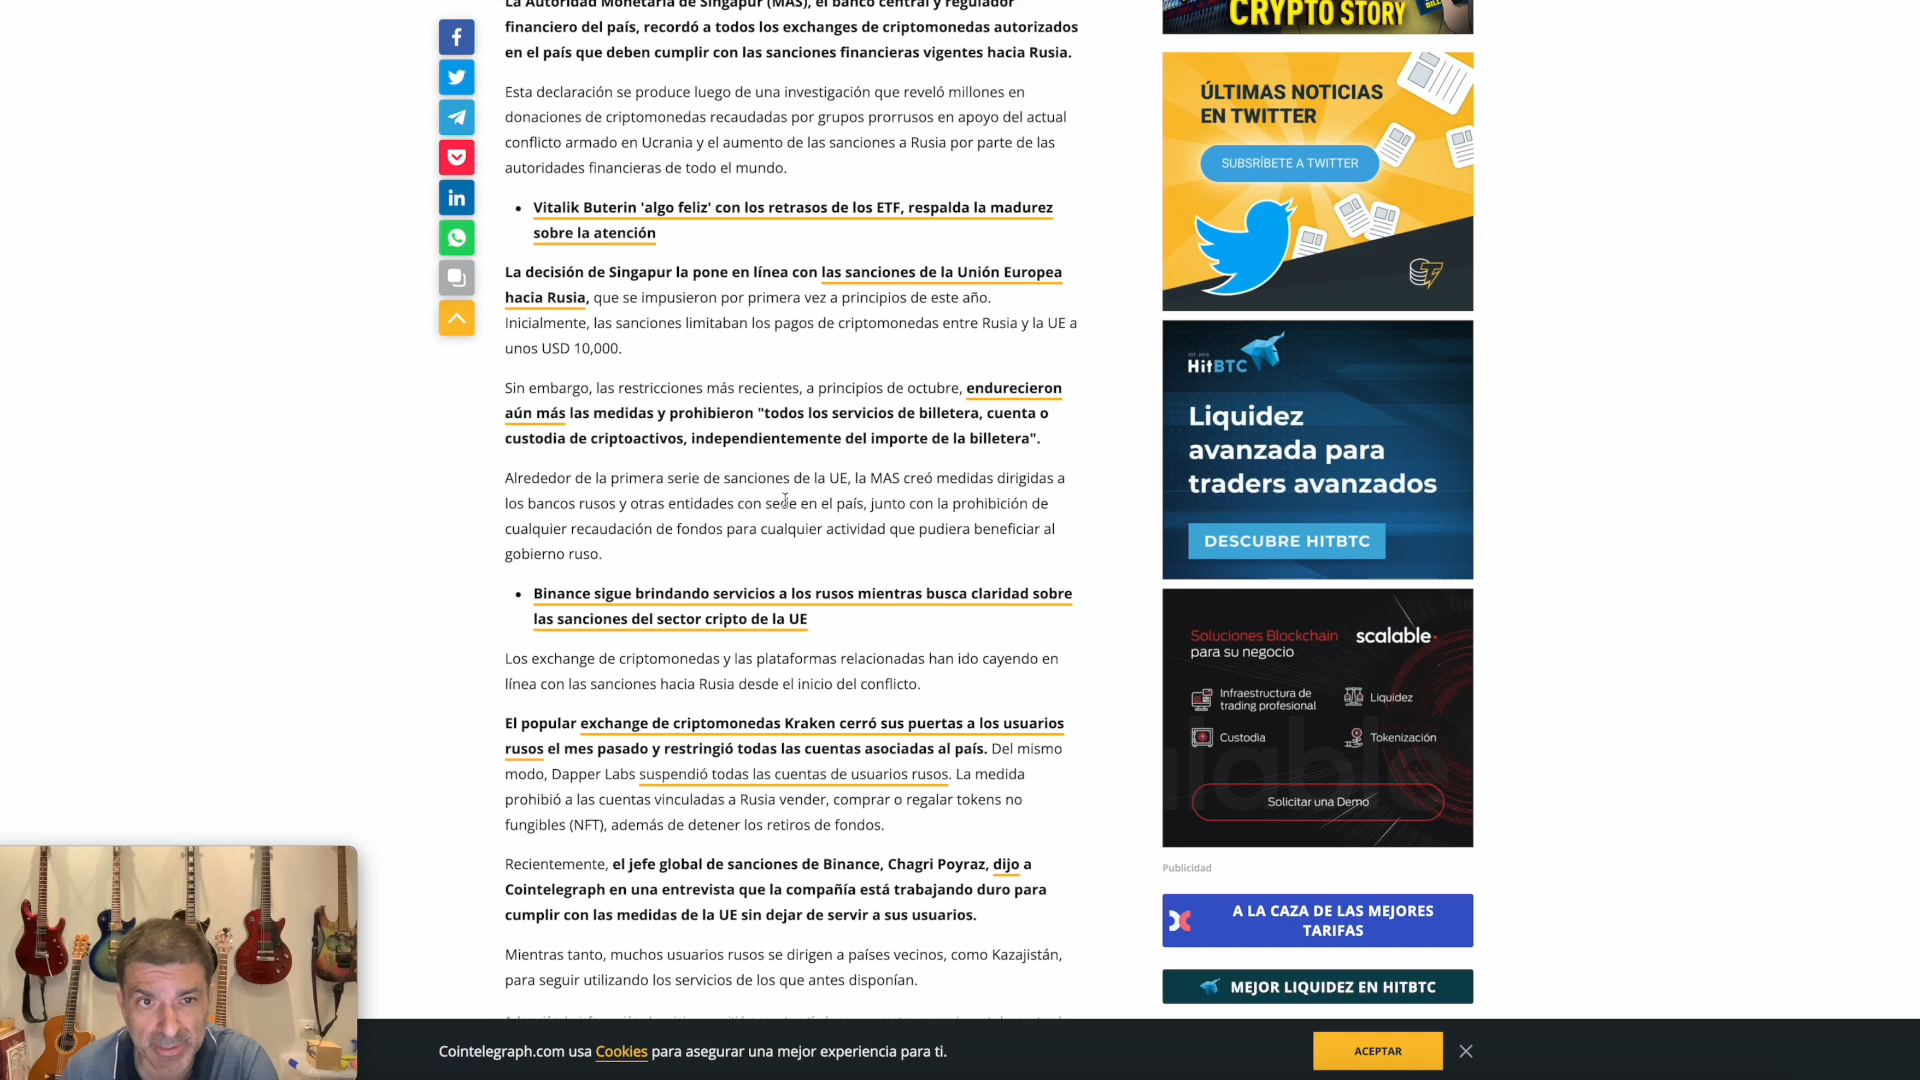 La Autoridad Monetaria de Singapur (MAS), el banco central y regulador
financiero del país, recordó a todos los exchanges de criptomonedas autorizados
en el país que deben cumplir con las sanciones financieras vigentes hacia Rusia.
Esta declaración se produce luego de una investigación que reveló millones en
donaciones de criptomonedas recaudadas por grupos prorrusos en apoyo del actual
conflicto armado en Ucrania y el aumento de las sanciones a Rusia por parte de las
autoridades financieras de todo el mundo.
Vitalik Buterin 'algo feliz' con los retrasos de los ETF, respalda la madurez
sobre la atención
La decisión de Singapur la pone en línea con las sanciones de la Unión Europea
hacia Rusia, que se impusieron por primera vez a principios de este año.
Inicialmente, las sanciones limitaban los pagos de criptomonedas entre Rusia y la UE a
unos USD 10,000.
Sin embargo, las restricciones más recientes, a principios de octubre, endurecieron
aún más las medidas y prohibieron "todos los servicios de billetera, cuenta o
custodia de criptoactivos, independientemente del importe de la billetera".
Alrededor de la primera serie de sanciones de la UE, la MAS creó medidas dirigidas a
los bancos rusos y otras entidades con sede en el país, junto con la prohibición de
cualquier recaudación de fondos para cualquier actividad que pudiera beneficiar al
gobierno ruso.
Binance sigue brindando servicios a los rusos mientras busca claridad sobre
las sanciones del sector cripto de la UE
Los exchange de criptomonedas y las plataformas relacionadas han ido cayendo en
línea con las sanciones hacia Rusia desde el inicio del conflicto.
El popular exchange de criptomonedas Kraken cerró sus puertas a los usuarios
rusos el mes pasado y restringió todas las cuentas asociadas al país. Del mismo
modo, Dapper Labs suspendió todas las cuentas de usuarios rusos. La medida
prohibió a las cuentas vinculadas a Rusia vender, comprar o regalar tokens no
fungibles (NFT), además de detener los retiros de fondos.
Recientemente, el jefe global de sanciones de Binance, Chagri Poyraz, dijo a
Cointelegraph en una entrevista que la compañía está trabajando duro para
cumplir con las medidas de la UE sin dejar de servir a sus usuarios.
Mientras tanto, muchos usuarios rusos se dirigen a países vecinos, como Kazajistán,
para seguir utilizando los servicios de los que antes disponían.
CRYPTO STORY
ÚLTIMAS NOTICIAS
EN TWITTER
SUBSRÍBETE A TWITTER
HitBTC
Liquidez
avanzada para
traders avanzados
DESCUBRE HITBTC
Soluciones Blockchain
para su negocio
scalable
Infraestructura de
trading profesional
Liquidez
Custodia
Tokenización
Solicitar una Demo
Publicidad
A LA CAZA DE LAS MEJORES
TARIFAS
MEJOR LIQUIDEZ EN HITBTC
Cointelegraph.com usa Cookies para asegurar una mejor experiencia para ti.
ACEPTAR